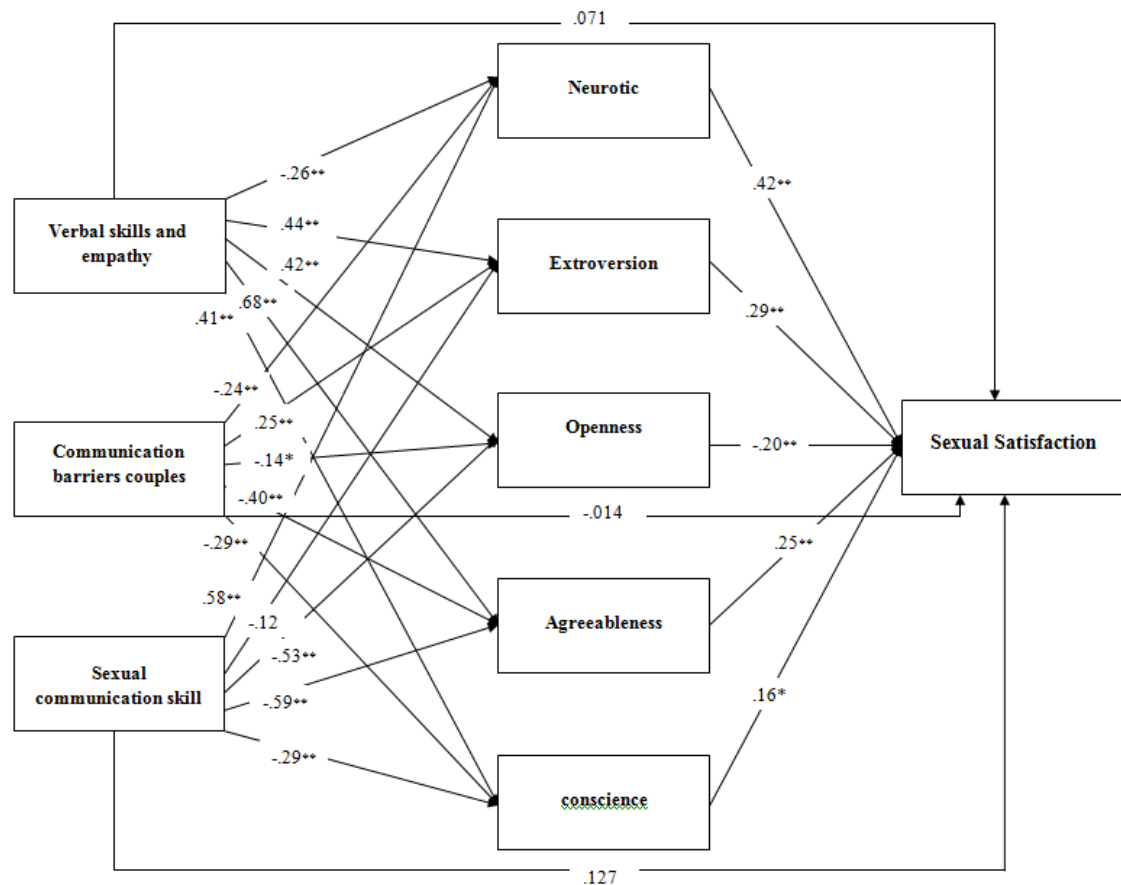 .071
Neurotic
-.26**
.42**
Verbal skills and
empathy
.44**
Extroversion
.42**
.68**
.41**
.29**
-.24**
.25**
Openness
Communication
barriers couples
-.14*
-.20**
Sexual Satisfaction
-.40**
-.014
-.29**
.25**
.58**
-.12
Agreeableness
-.53**
Sexual
communication skill
-.59**
.16*
-.29**
conscience
.127